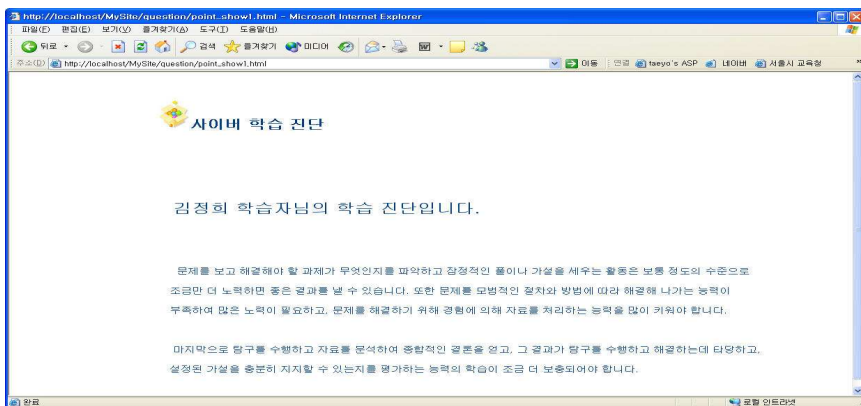 http://localhost/MySite/question/point_show1.html - Microsoft Internet Explorer
파일(F) 편집(E) 보기(V) 즐겨찾기(A) 도구(T) 도움말(H)
뒤로 검색 즐겨찾기 미디어
주소(D) http://localhost/MySite/question/point_show1.html 이동 연결 taeyo's ASP 네이버 서울시 교육청 »
사이버 학습 진단
김정희 학습자님의 학습 진단입니다.
문제를 보고 해결해야 할 과제가 무엇인지를 파악하고 잠정적인 풀이나 가설을 세우는 활동은 보통 정도의 수준으로
조금만 더 노력하면 좋은 결과를 낼 수 있습니다. 또한 문제를 모범적인 절차와 방법에 따라 해결해 나가는 능력이
부족하여 많은 노력이 필요하고, 문제를 해결하기 위해 경험에 의해 자료를 처리하는 능력을 많이 키워야 합니다.
마지막으로 탐구를 수행하고 자료를 분석하여 종합적인 결론을 얻고, 그 결과가 탐구를 수행하고 해결하는데 타당하고,
설정된 가설을 충분히 지지할 수 있는지를 평가하는 능력의 학습이 조금 더 보충되어야 합니다.
완료 로컬 인트라넷